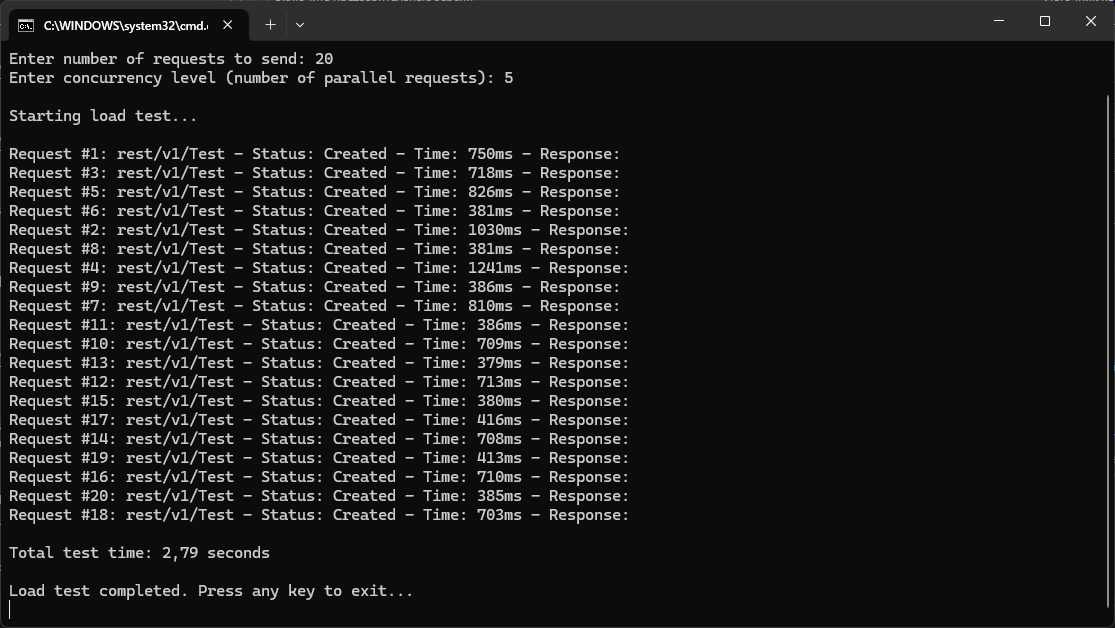 C:\WINDOWS\system32\cmd.
Enter number of requests to send: 20
Enter concurrency level (number of parallel requests): 5
Starting load test...
Request #1: rest/v1/Test - Status: Created - Time: 750ms - Response:
Request #3: rest/v1/Test - Status: Created - Time: 718ms - Response:
Request #5: rest/v1/Test - Status: Created - Time: 826ms - Response:
Request #6: rest/v1/Test - Status: Created - Time: 381ms - Response:
Request #2: rest/v1/Test - Status: Created - Time: 1030ms - Response:
Request #8: rest/v1/Test - Status: Created - Time: 381ms - Response:
Request #4: rest/v1/Test - Status: Created - Time: 1241ms - Response:
Request #9: rest/v1/Test - Status: Created - Time: 386ms - Response:
Request #7: rest/v1/Test - Status: Created - Time: 810ms - Response:
Request #11: rest/v1/Test - Status: Created - Time: 386ms - Response:
Request #10: rest/v1/Test - Status: Created - Time: 709ms - Response:
Request #13: rest/v1/Test - Status: Created - Time: 379ms - Response:
Request #12: rest/v1/Test - Status: Created - Time: 713ms - Response:
Request #15: rest/v1/Test - Status: Created - Time: 380ms - Response:
Request #17: rest/v1/Test - Status: Created - Time: 416ms - Response:
Request #14: rest/v1/Test - Status: Created - Time: 708ms - Response:
Request #19: rest/v1/Test - Status: Created - Time: 413ms - Response:
Request #16: rest/v1/Test - Status: Created - Time: 710ms - Response:
Request #20: rest/v1/Test - Status: Created - Time: 385ms - Response:
Request #18: rest/v1/Test - Status: Created - Time: 703ms - Response:
Total test time: 2,79 seconds
Load test completed. Press any key to exit...